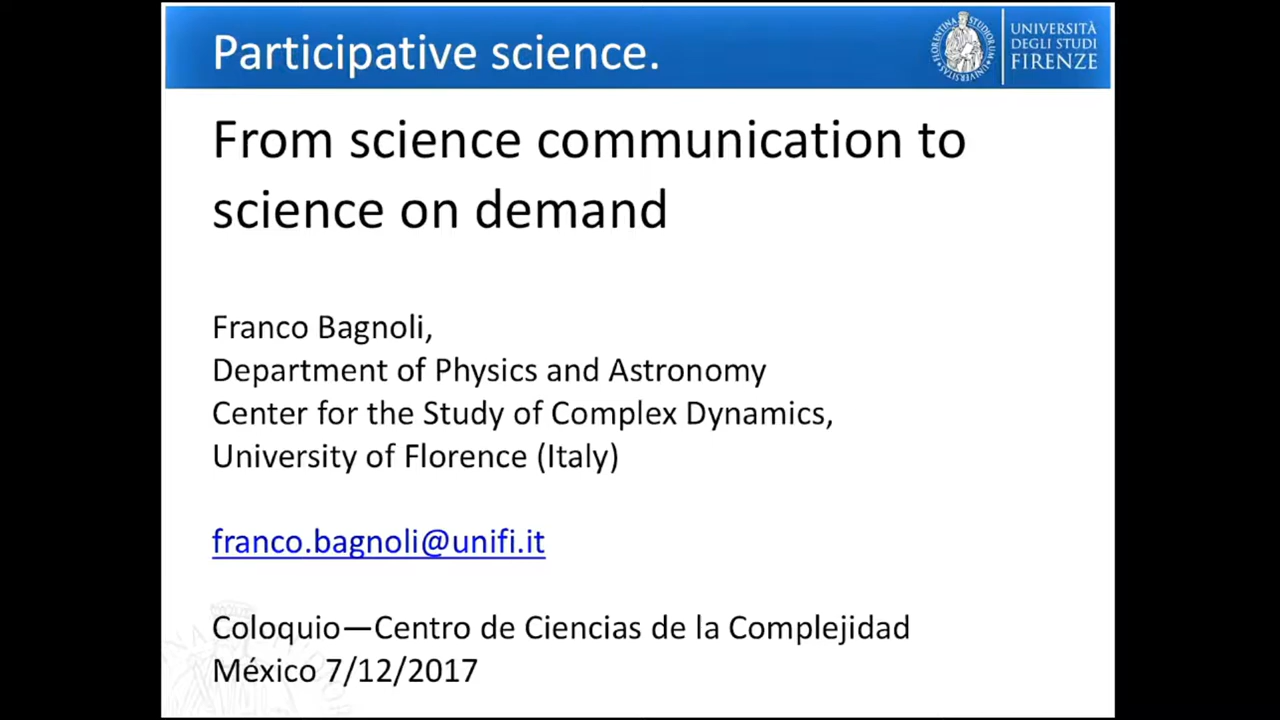 Participative science.
UNIVERSITÀ
DEGLI STUDI
FIRENZE
From science communication to
science on demand
Franco Bagnoli,
Department of Physics and Astronomy
Center for the Study of Complex Dynamics,
University of Florence (Italy)
franco.bagnoli@unifi.it
Coloquio—Centro de Ciencias de la Complejidad
México 7/12/2017